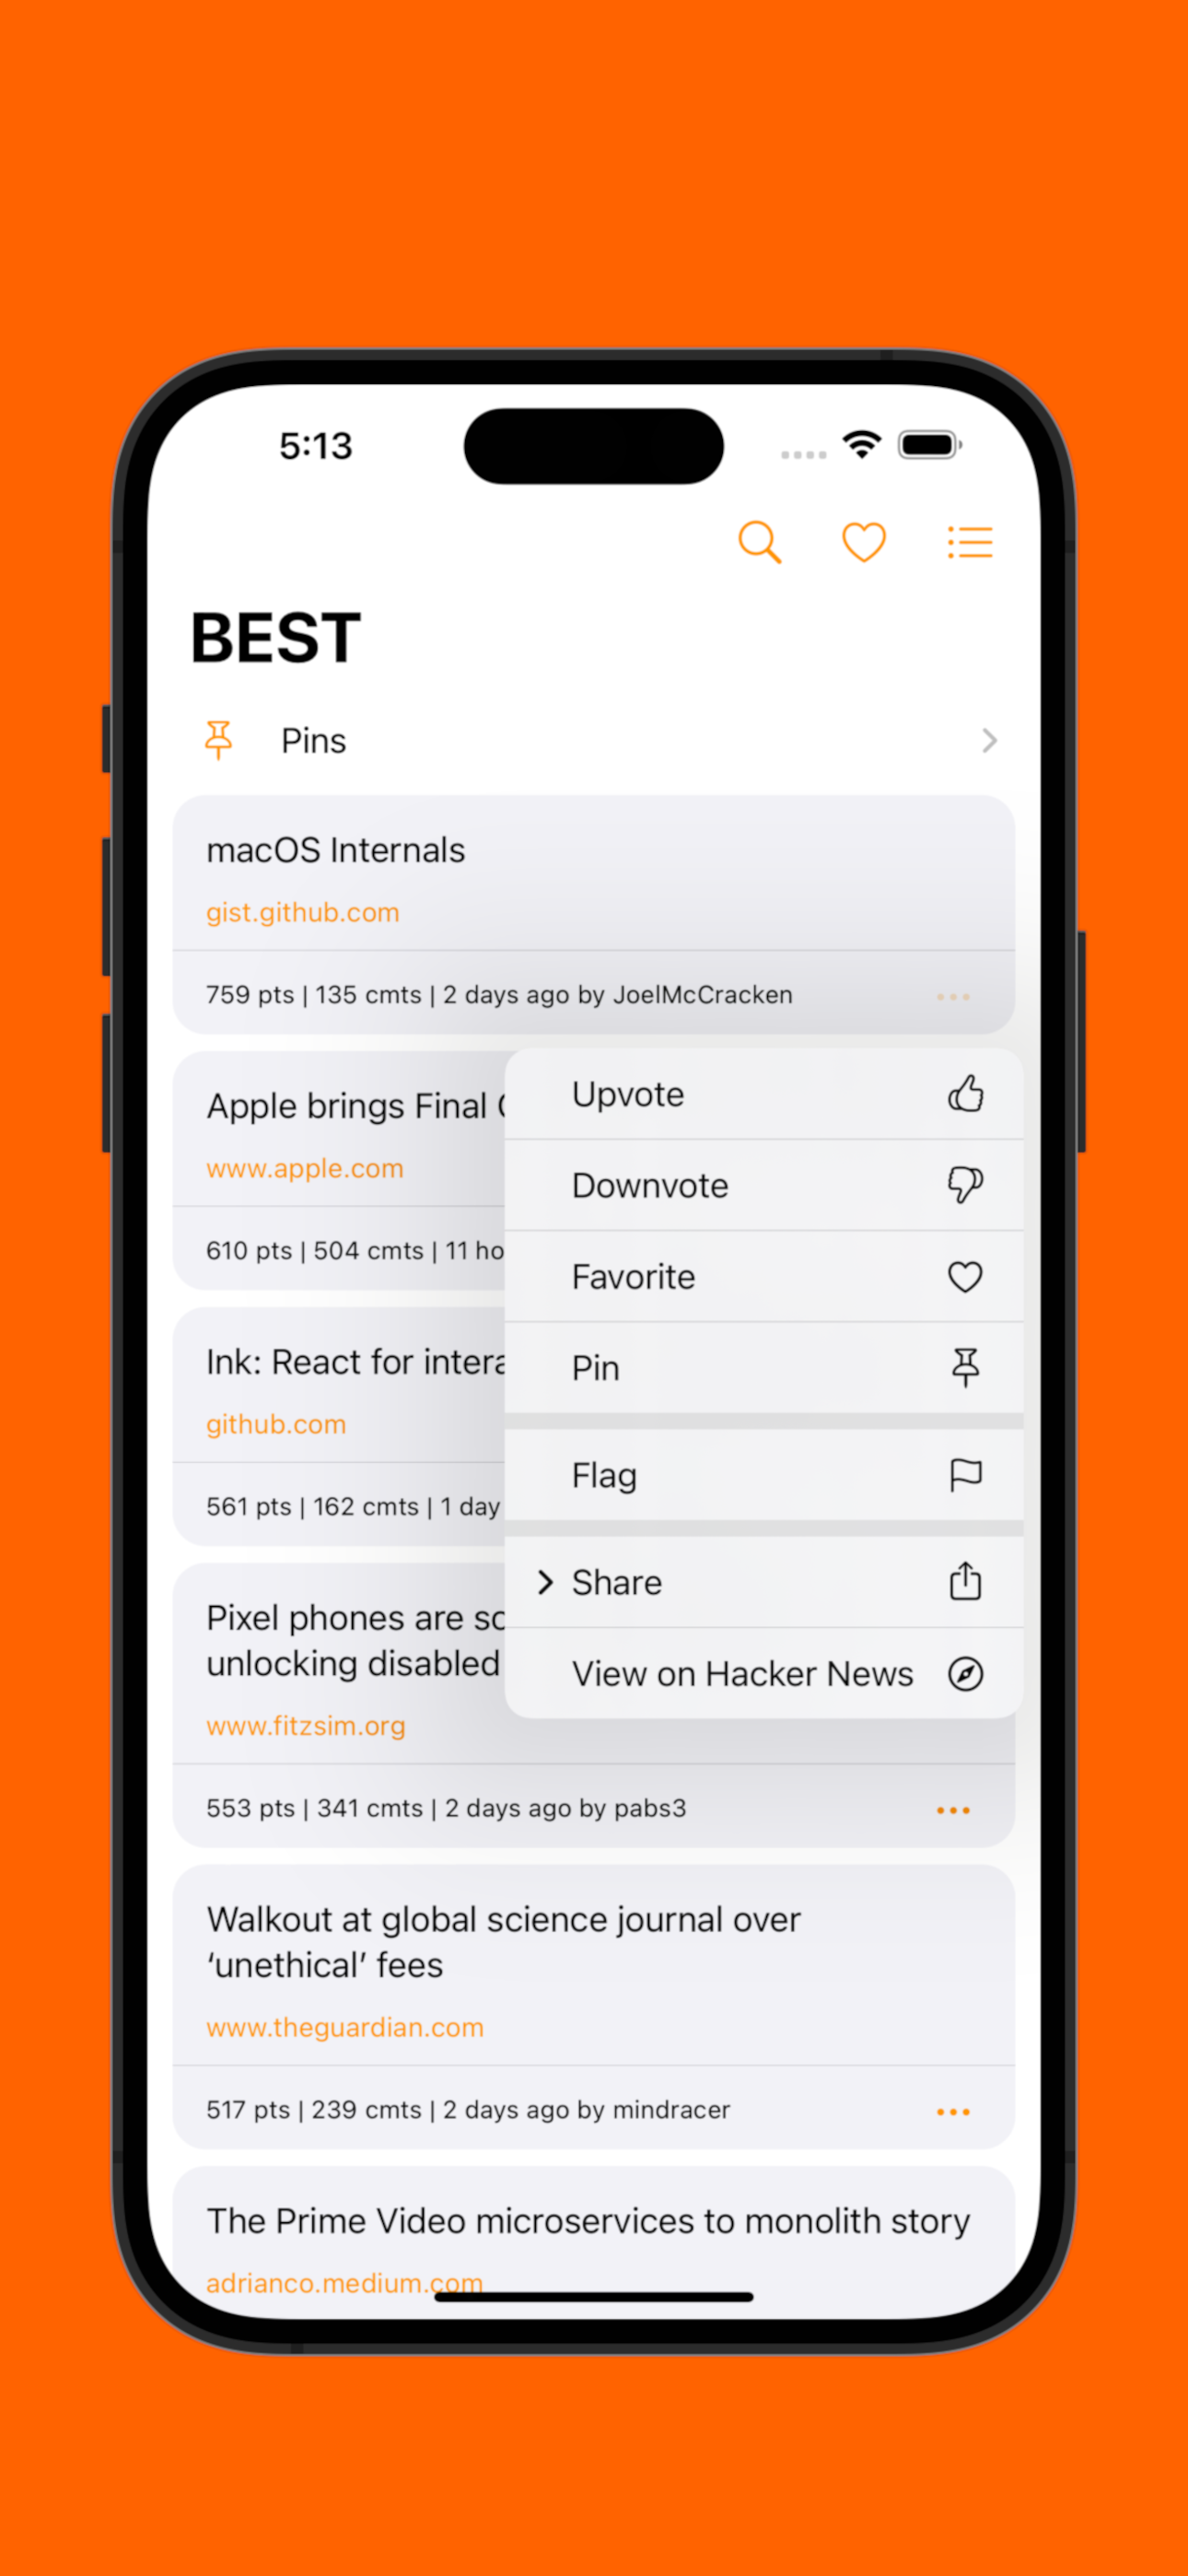 5:13
BEST
Pins
macOS Internals
gist.github.com
759 pts | 135 cmts | 2 days ago by JoelMcCracken
Apple brings Final
www.apple.com
610 pts | 504 cmts | 11
Ink: React for
github.com
561 pts | 162 cmts | 1 day
Pixel phones are
unlocking disabled
www.fitzsim.org
553 pts | 341 cmts | 2 days ago by pabs3
Upvote
Downvote
Favorite
Pin
Flag
Share
View on Hacker News
Walkout at global science journal over
‘unethical’ fees
www.theguardian.com
517 pts | 239 cmts | 2 days ago by mindracer
The Prime Video microservices to monolith story
adrianco.medium.com